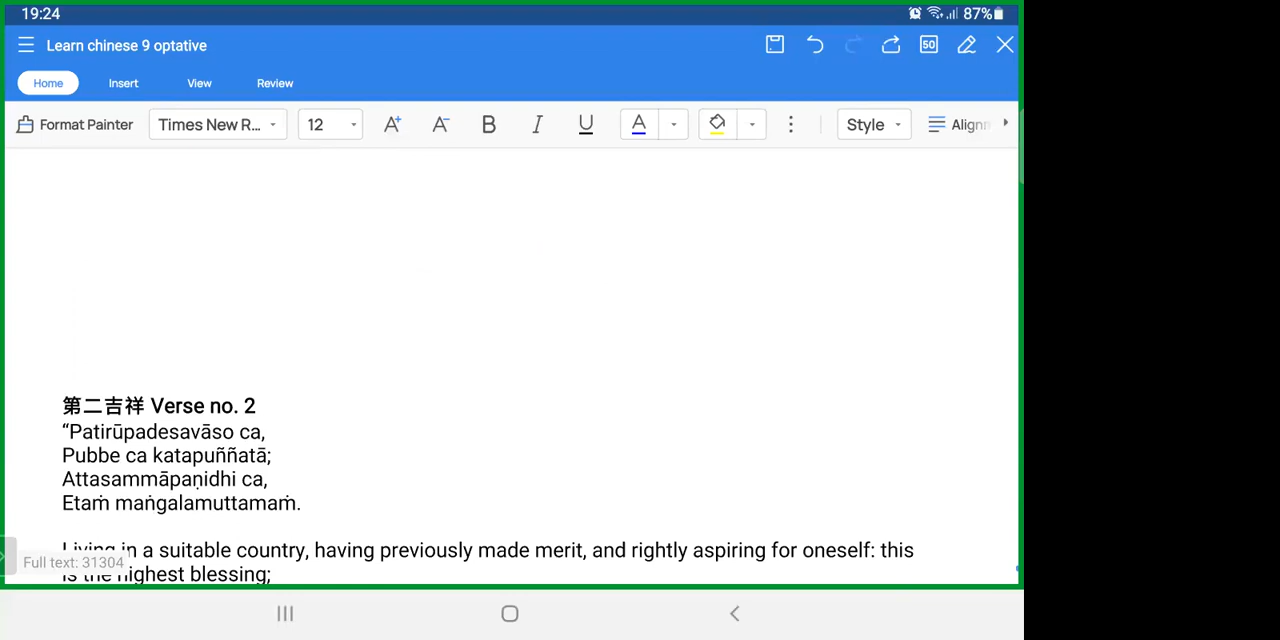 19:24
87%
Learn chinese 9 optative
50
Home
Insert
View
Review
Format Painter
Times New R...
12
A+
A-
B
I
U
A
Style
Alignn
第二吉祥 Verse no. 2
“Patirūpadesavāso ca,
Pubbe ca katapuññatā;
Attasammāpaṇidhi ca,
Etaṁ maṅgalamuttamaṁ.
Living in a suitable country, having previously made merit, and rightly aspiring for oneself: this
Full text: 31304
is the highest blessing;